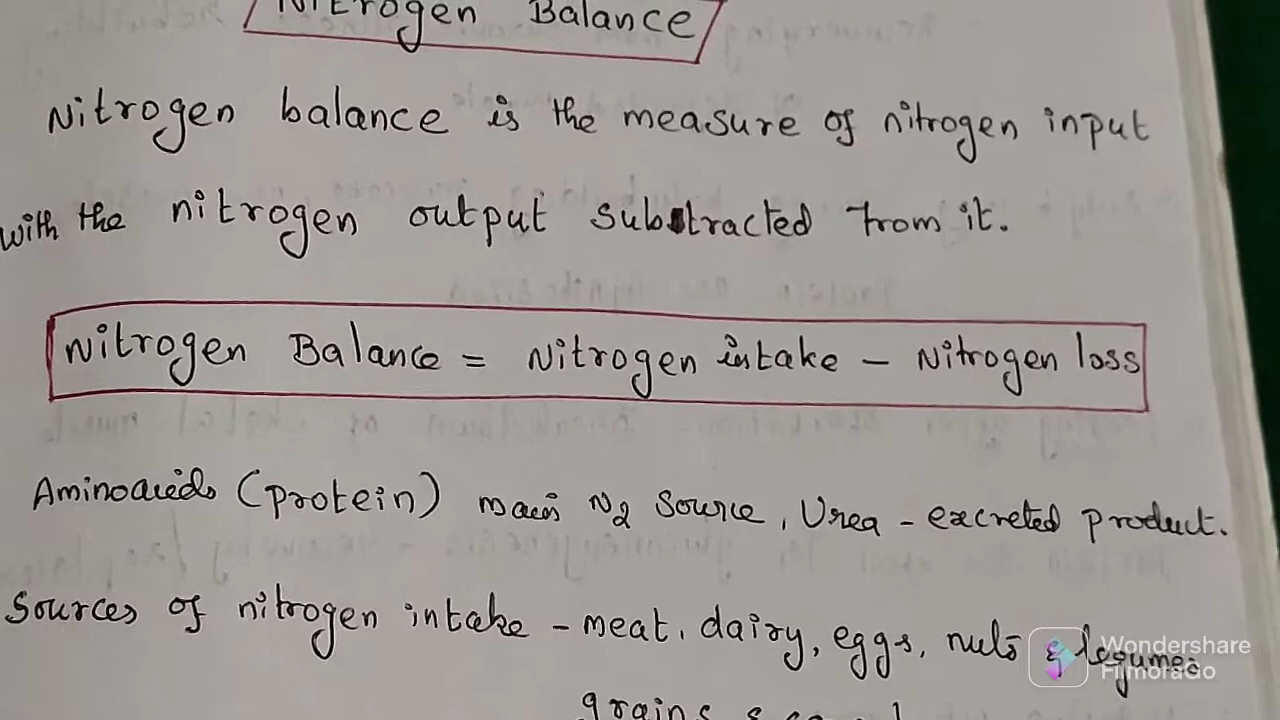 Nitrogen Balance
Nitrogen balance is the measure of nitrogen input
with the nitrogen output substracted from it.
Nitrogen Balance = Nitrogen intake - Nitrogen loss
Aminoacids (protein) main N2 source, Urea - excreted product.
Sources of nitrogen intake - meat, dairy, eggs, nuts & legumes
grains &
Wondershare
Filmora